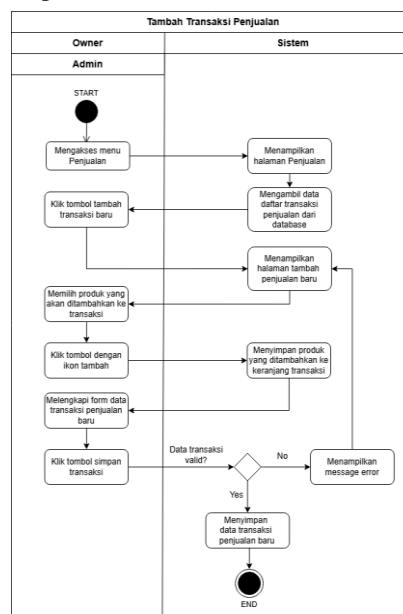 Tambah Transaksi Penjualan
Owner
Sistem
Admin
START
Mengakses menu
Penjualan
Menampilkan
halaman Penjualan
Mengambil data
daftar transaksi
penjualan dari
database
Klik tombol tambah
transaksi baru
Menampilkan
halaman tambah
penjualan baru
Memilih produk yang
akan ditambahkan ke
transaksi
Klik tombol dengan
ikon tambah
Menyimpan produk
yang ditambahkan ke
keranjang transaksi
Melengkapi form data
transaksi penjualan
baru
Klik tombol simpan
transaksi
Data transaksi
valid?
No
Menampilkan
message error
Yes
Menyimpan
data transaksi
penjualan baru
END